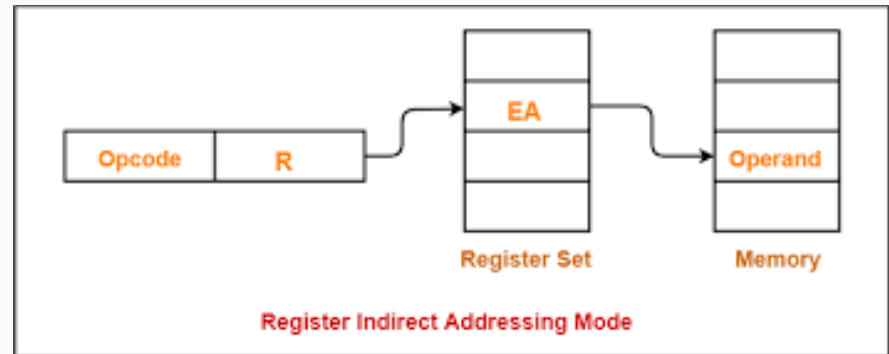 EA
Opcode
R
Operand
Register Set
Memory
Register Indirect Addressing Mode